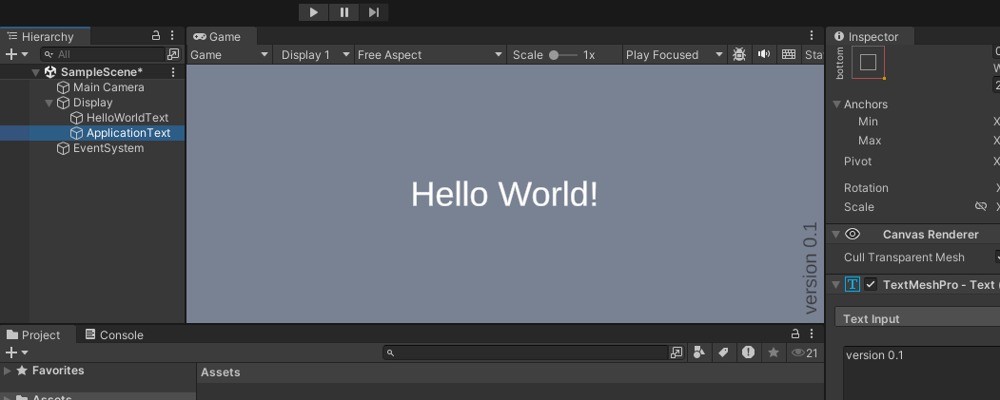 Hierarchy
All
SampleScene*
Main Camera
Display
HelloWorldText
ApplicationText
EventSystem
Game
Game
Display 1
Free Aspect
Scale
1x
Play Focused
Sta
Hello World!
version 0.1
Inspector
bottom
W
2
Anchors
Min
X
Max
X
Pivot
X
Rotation
X
Scale
X
Canvas Renderer
Cull Transparent Mesh
TextMeshPro - Text (
Text Input
version 0.1
Project
Console
21
Favorites
Assets
Assets